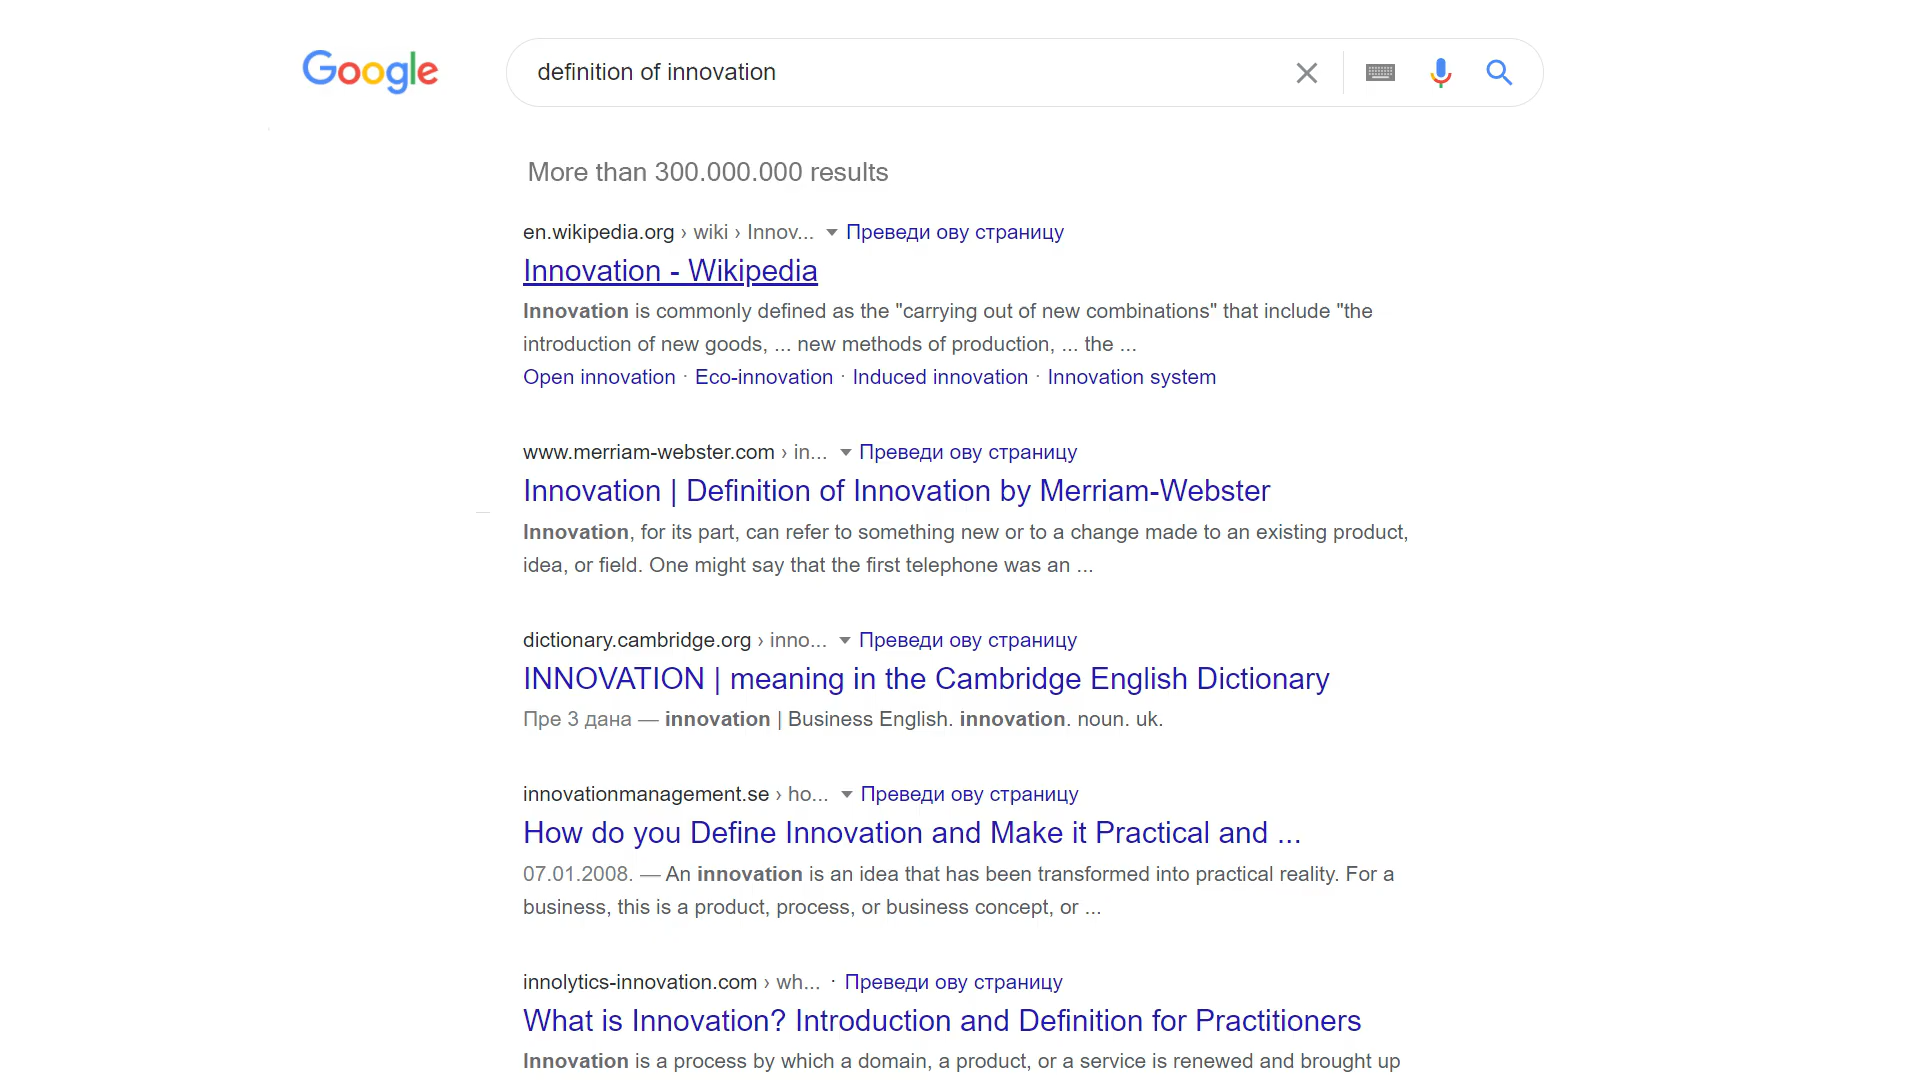 Google
definition of innovation
More than 300.000.000 results
en.wikipedia.org › wiki › Innov... Преведи ову страницу
Innovation - Wikipedia
Innovation is commonly defined as the "carrying out of new combinations" that include "the
introduction of new goods, ... new methods of production, ... the ...
Open innovation · Eco-innovation · Induced innovation · Innovation system
www.merriam-webster.com › in... Преведи ову страницу
Innovation | Definition of Innovation by Merriam-Webster
Innovation, for its part, can refer to something new or to a change made to an existing product,
idea, or field. One might say that the first telephone was an ...
dictionary.cambridge.org › inno... Преведи ову страницу
INNOVATION | meaning in the Cambridge English Dictionary
Пре 3 дана — innovation | Business English. innovation. noun. uk.
innovationmanagement.se › ho... Преведи ову страницу
How do you Define Innovation and Make it Practical and ...
07.01.2008. — An innovation is an idea that has been transformed into practical reality. For a
business, this is a product, process, or business concept, or ...
innolytics-innovation.com › wh... · Преведи ову страницу
What is Innovation? Introduction and Definition for Practitioners
Innovation is a process by which a domain, a product, or a service is renewed and brought up